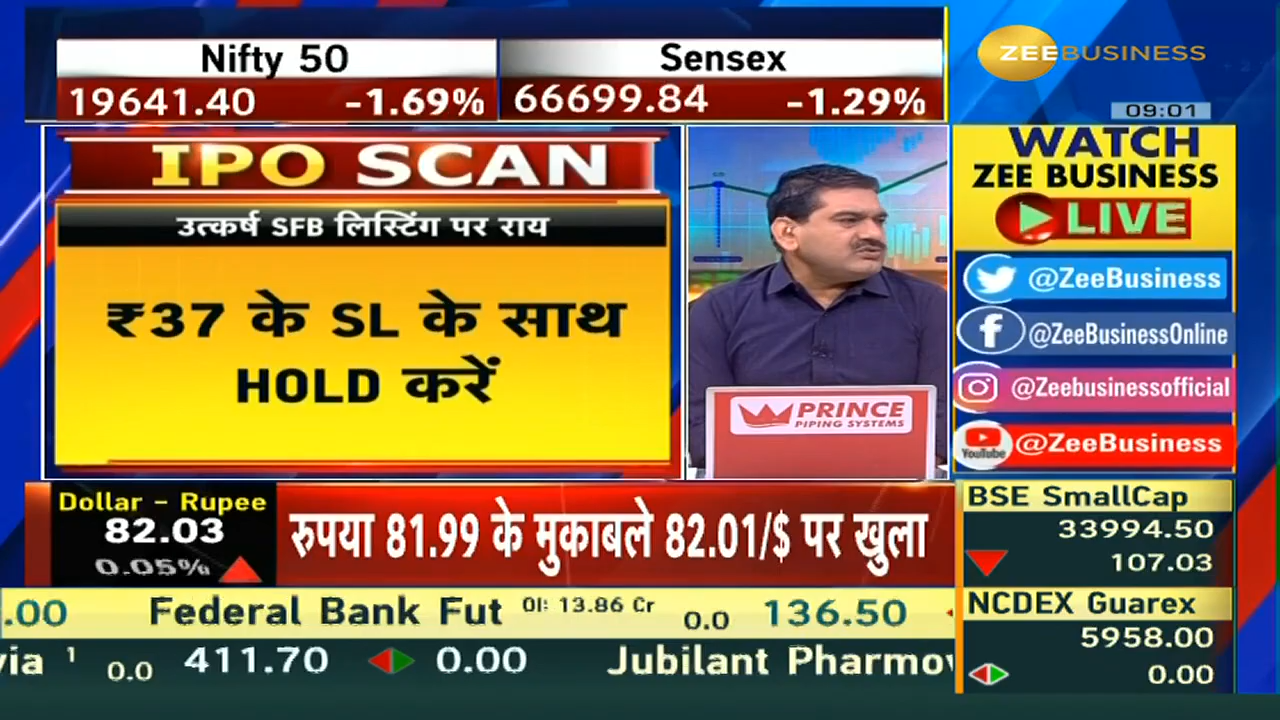 Nifty 50
19641.40 -1.69%
Sensex
66699.84 -1.29%
ZEEBUSINESS
09:01
IPO SCAN
उत्कर्ष SFB लिस्टिंग पर राय
₹37 के SL के साथ
HOLD करें
PRINCE
PIPING SYSTEMS
WATCH
ZEE BUSINESS
LIVE
@ZeeBusiness
@ZeeBusinessOnline
@Zeebusinessofficial
YouTube @ZeeBusiness
Dollar - Rupee
82.03
0.05%
रुपया 81.99 के मुकाबले 82.01/$ पर खुला
BSE SmallCap
33994.50
107.03
NCDEX Guarex
5958.00
0.00
.00 Federal Bank Fut OI: 13.86 Cr 0.0 136.50
via 1 0.0 411.70 0.00 Jubilant Pharmov